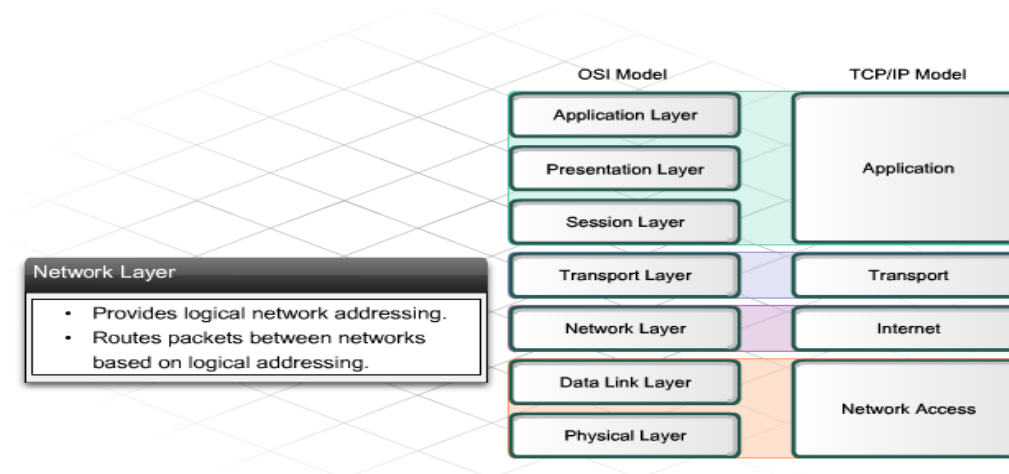 OSI Model
TCP/IP Model
Application Layer
Presentation Layer
Session Layer
Application
Transport Layer
Transport
Network Layer
Internet
Data Link Layer
Physical Layer
Network Access
Network Layer
• Provides logical network addressing.
• Routes packets between networks
based on logical addressing.